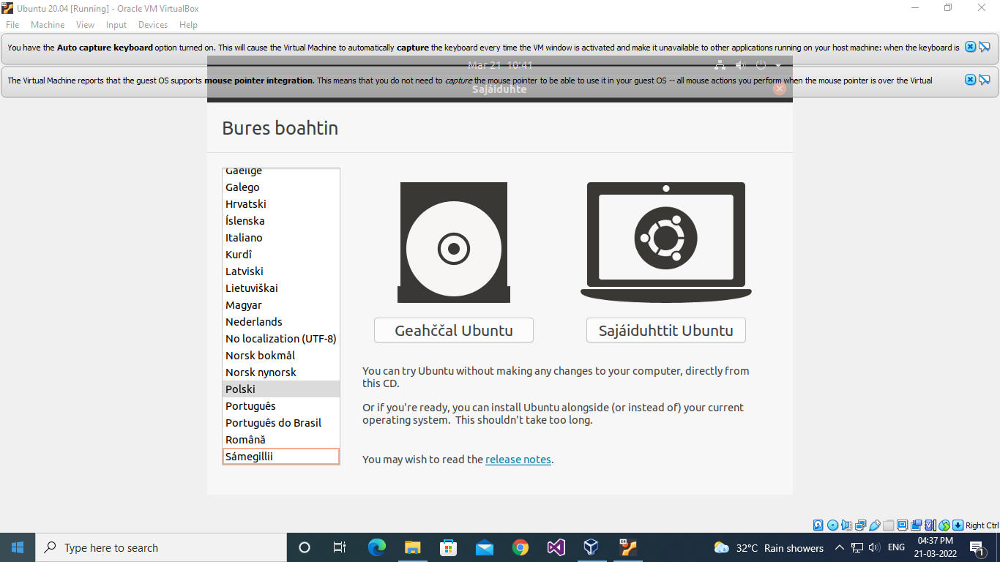 Ubuntu 20.04 [Running] - Oracle VM VirtualBox
File Machine View Input Devices Help
You have the Auto capture keyboard option turned on. This will cause the Virtual Machine to automatically capture the keyboard every time the VM window is activated and make it unavailable to other applications running on your host machine: when the keyboard is
Mar 21 10:41
The Virtual Machine reports that the guest OS supports mouse pointer integration. This means that you do not need to capture the mouse pointer to be able to use it in your guest OS -- all mouse actions you perform when the mouse pointer is over the Virtual
Sajáiduhte
Bures boahtin
Gaeilge
Galego
Hrvatski
Íslenska
Italiano
Kurdî
Latviski
Lietuviškai
Magyar
Nederlands
No localization (UTF-8)
Norsk bokmål
Norsk nynorsk
Polski
Português
Português do Brasil
Română
Sámegillii
Geahččal Ubuntu
Sajáiduhttit Ubuntu
You can try Ubuntu without making any changes to your computer, directly from
this CD.
Or if you're ready, you can install Ubuntu alongside (or instead of) your current
operating system. This shouldn't take too long.
You may wish to read the release notes.
Right Ctrl
Type here to search
32°C Rain showers
ENG
04:37 PM
21-03-2022
1
64
V